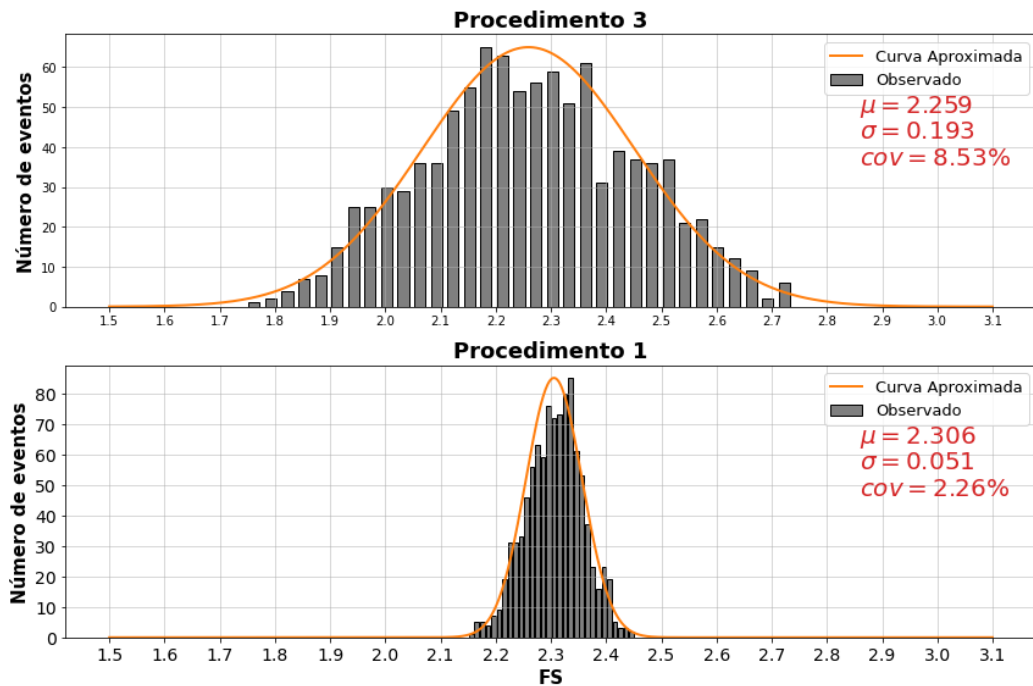 Procedimento 3
Número de eventos
60
50
40
30
20
10
0
Curva Aproximada
Observado
μ = 2.259
σ = 0.193
cov = 8.53%
1.5 1.6 1.7 1.8 1.9 2.0 2.1 2.2 2.3 2.4 2.5 2.6 2.7 2.8 2.9 3.0 3.1
Procedimento 1
Número de eventos
80
70
60
50
40
30
20
10
0
Curva Aproximada
Observado
μ = 2.306
σ = 0.051
cov = 2.26%
1.5 1.6 1.7 1.8 1.9 2.0 2.1 2.2 2.3 2.4 2.5 2.6 2.7 2.8 2.9 3.0 3.1
FS